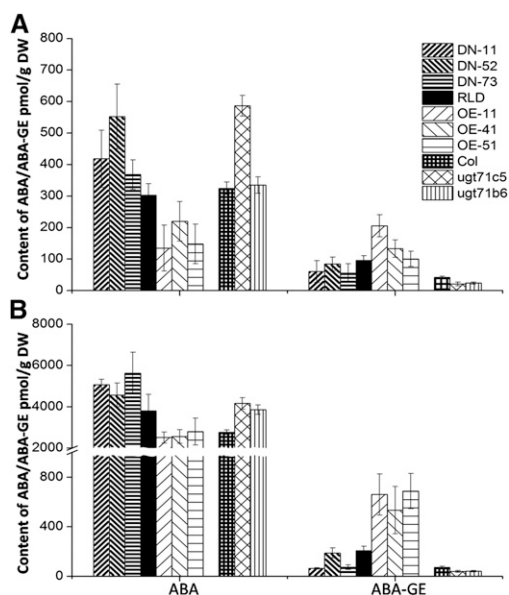 A
Content of ABA/ABA-GE pmol/g DW
800
700
600
500
400
300
200
100
0
DN-11
DN-52
DN-73
RLD
OE-11
OE-41
OE-51
Col
ugt71c5
ugt71b6
B
Content of ABA/ABA-GE pmol/g DW
8000
6000
4000
2000
800
400
0
ABA
ABA-GE